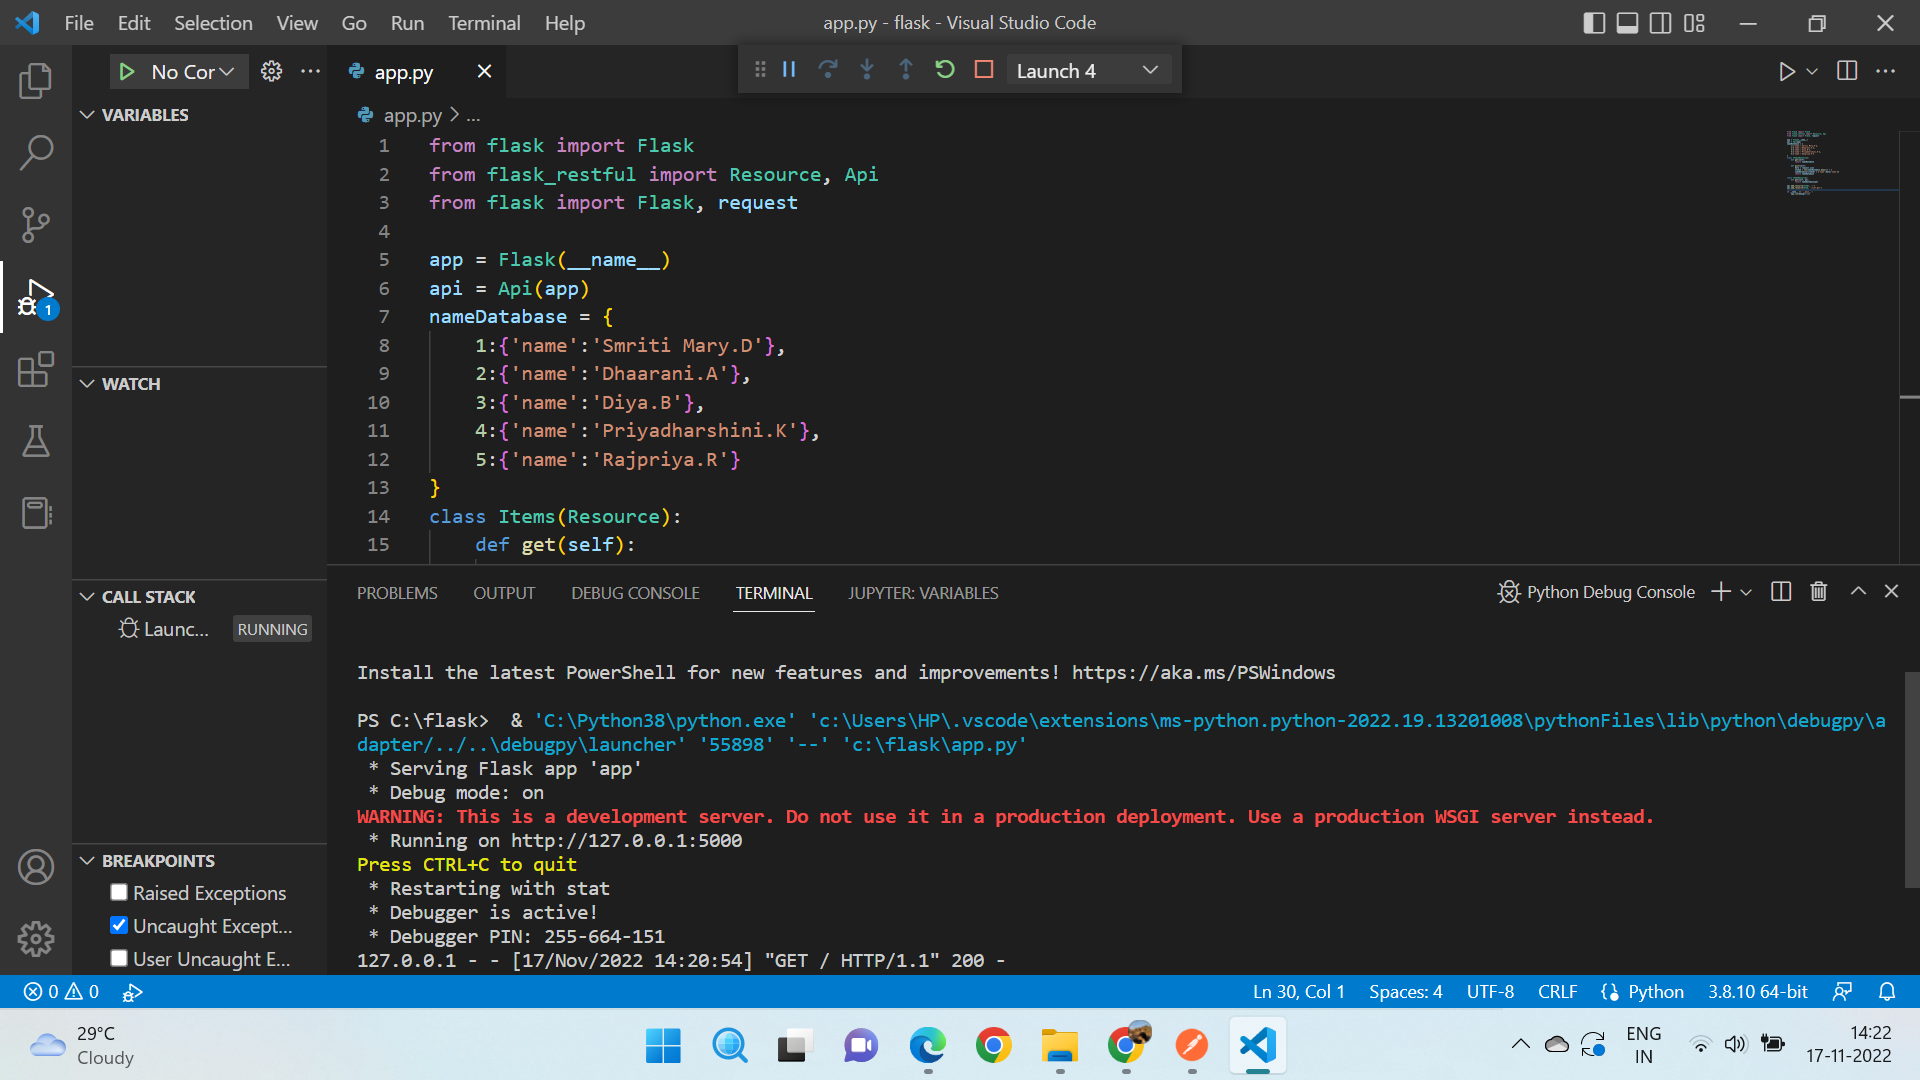 File Edit Selection View Go Run Terminal Help
app.py - flask - Visual Studio Code
No Cor
app.py
Launch 4
VARIABLES
app.py > ...
1 from flask import Flask
2 from flask_restful import Resource, Api
3 from flask import Flask, request
4
5 app = Flask(__name__)
6 api = Api(app)
7 nameDatabase = {
8 1:{'name':'Smriti Mary.D'},
9 2:{'name':'Dhaarani.A'},
10 3:{'name':'Diya.B'},
11 4:{'name':'Priyadharshini.K'},
12 5:{'name':'Rajpriya.R'}
13 }
14 class Items(Resource):
15 def get(self):
WATCH
CALL STACK
Launc... RUNNING
BREAKPOINTS
Raised Exceptions
Uncaught Except...
User Uncaught E...
1
PROBLEMS OUTPUT DEBUG CONSOLE TERMINAL JUPYTER: VARIABLES
Python Debug Console
Install the latest PowerShell for new features and improvements! https://aka.ms/PSWindows
PS C:\flask>  & 'C:\Python38\python.exe' 'c:\Users\HP\.vscode\extensions\ms-python.python-2022.19.13201008\pythonFiles\lib\python\debugpy\a
dapter/../..\debugpy\launcher' '55898' '--' 'c:\flask\app.py'
* Serving Flask app 'app'
* Debug mode: on
WARNING: This is a development server. Do not use it in a production deployment. Use a production WSGI server instead.
* Running on http://127.0.0.1:5000
Press CTRL+C to quit
* Restarting with stat
* Debugger is active!
* Debugger PIN: 255-664-151
127.0.0.1 - - [17/Nov/2022 14:20:54] "GET / HTTP/1.1" 200 -
0 0
Ln 30, Col 1 Spaces: 4 UTF-8 CRLF Python 3.8.10 64-bit
29°C
Cloudy
ENG
IN
14:22
17-11-2022